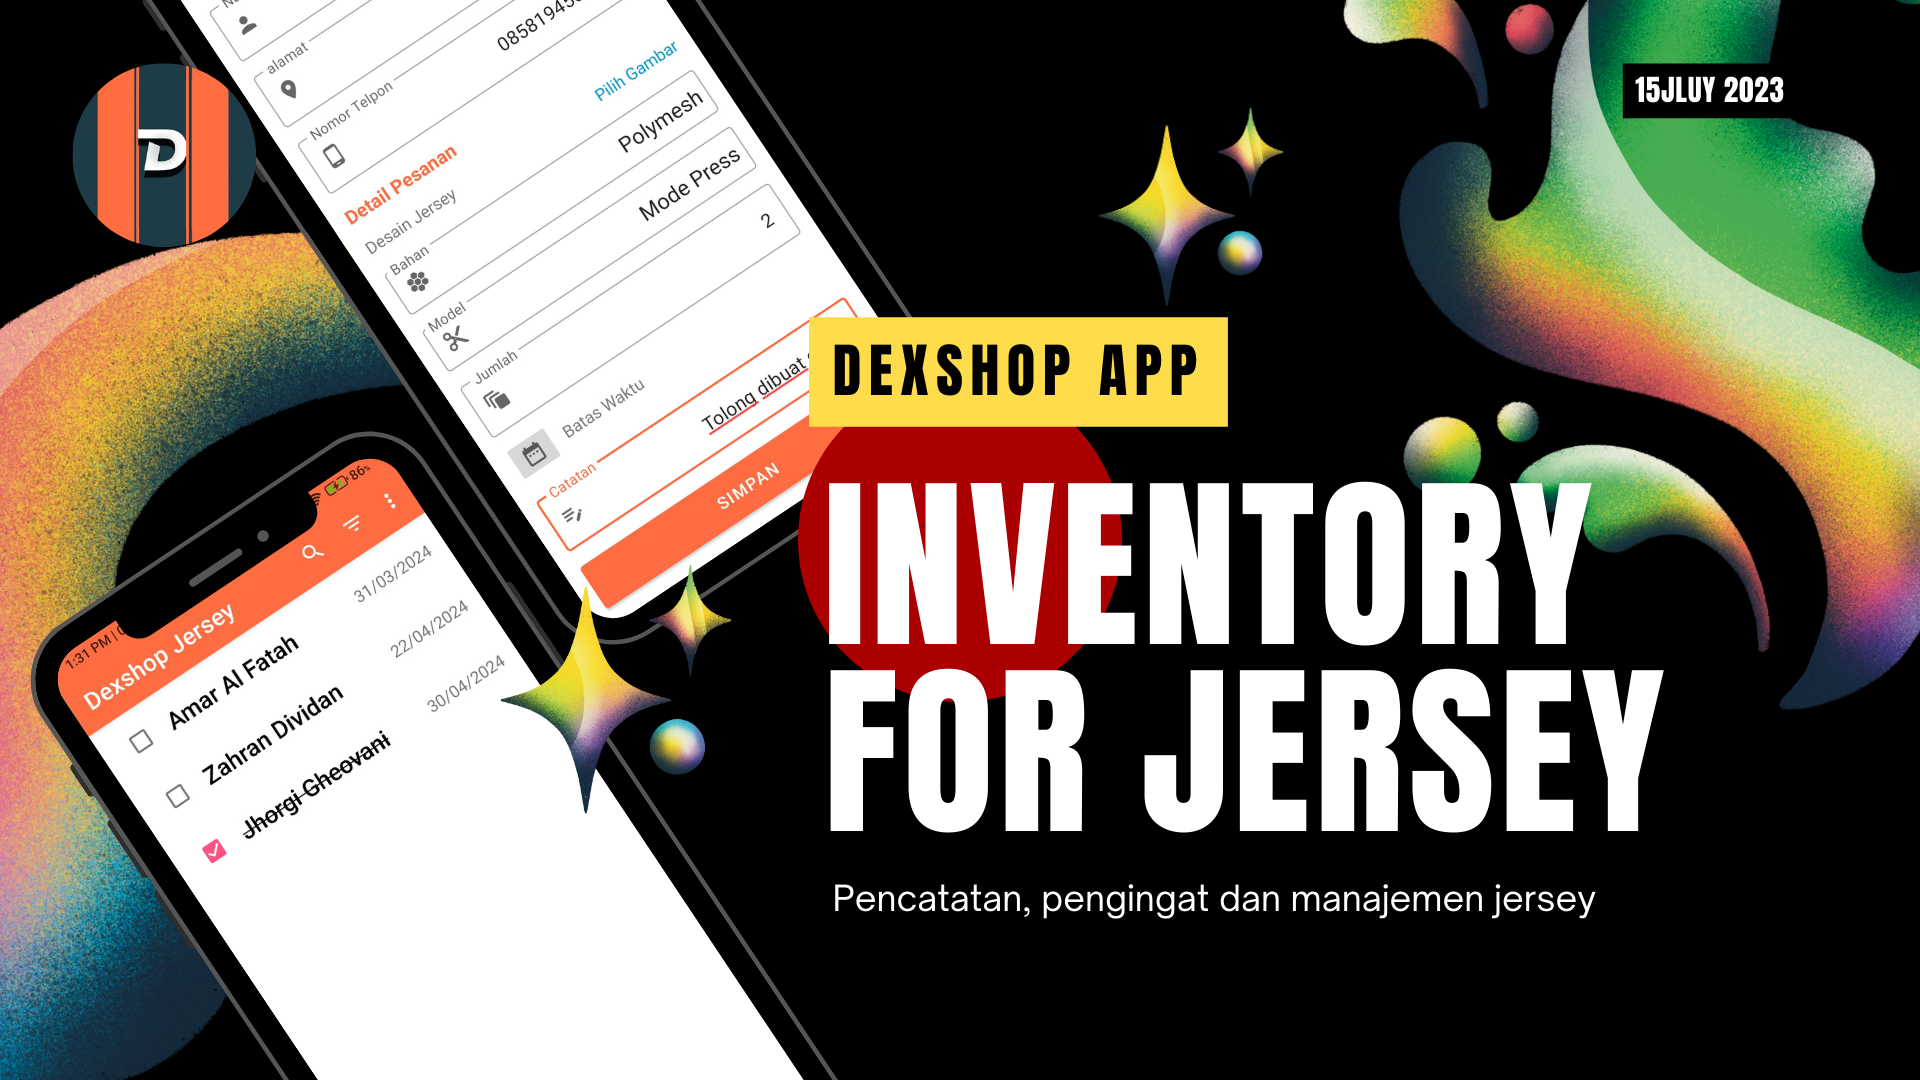 alamat
Nomor Telpon
Pilih Gambar
Detail Pesanan
Desain Jersey
Bahan
Polymesh
Model
Mode Press
Jumlah
2
Batas Waktu
Catatan
Tolong dibuat
SIMPAN
1:31 PM |
86%
Dexshop Jersey
Amar Al Fatah
31/03/2024
Zahran Dividan
22/04/2024
Jhorgi Gheovani
30/04/2024
D
15JLUY 2023
DEXSHOP APP
INVENTORY
FOR JERSEY
Pencatatan, pengingat dan manajemen jersey